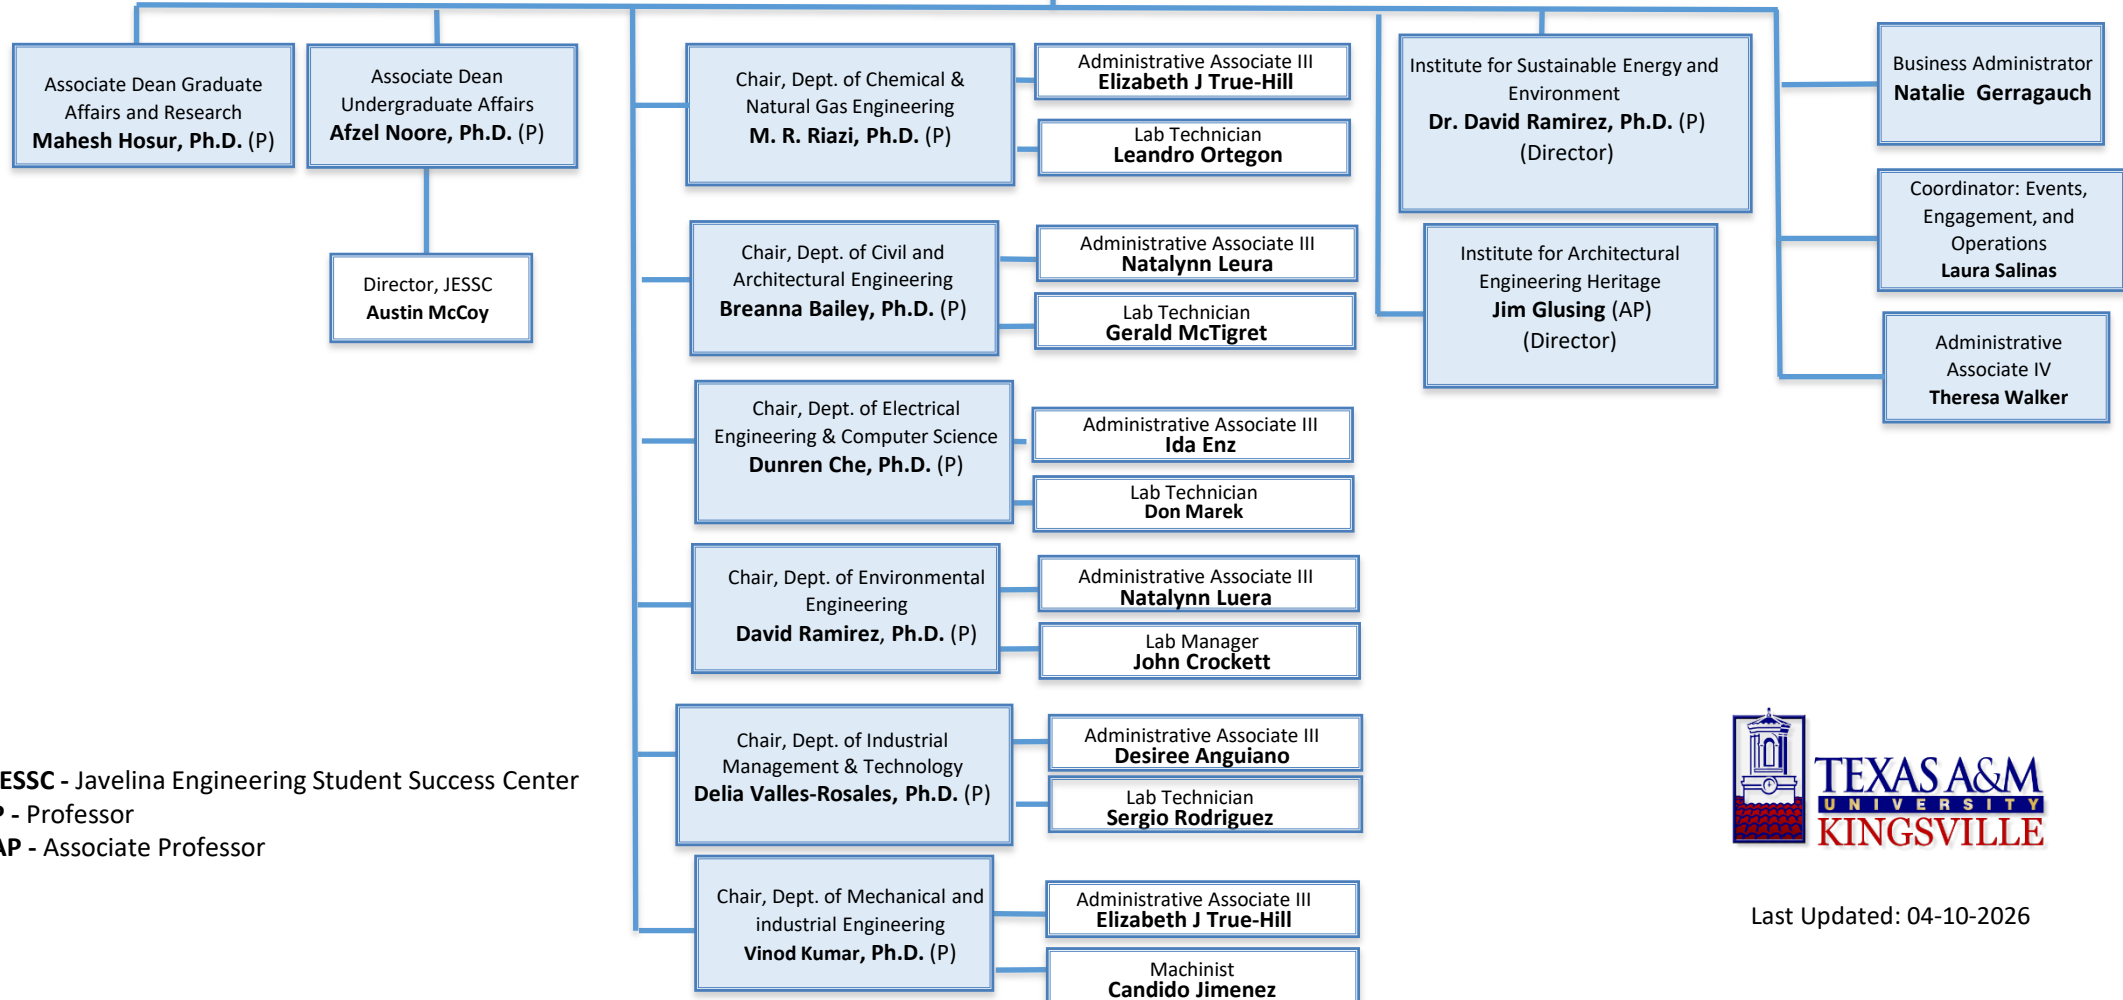 Associate Dean Graduate
Affairs and Research
Mahesh Hosur, Ph.D. (P)
Associate Dean
Undergraduate Affairs
Afzel Noore, Ph.D. (P)
Director, JESSC
Austin McCoy
Chair, Dept. of Chemical &
Natural Gas Engineering
M. R. Riazi, Ph.D. (P)
Administrative Associate III
Elizabeth J True-Hill
Lab Technician
Leandro Ortegon
Chair, Dept. of Civil and
Architectural Engineering
Breanna Bailey, Ph.D. (P)
Administrative Associate III
Natalynn Leura
Lab Technician
Gerald McTigret
Chair, Dept. of Electrical
Engineering & Computer Science
Dunren Che, Ph.D. (P)
Administrative Associate III
Ida Enz
Lab Technician
Don Marek
Chair, Dept. of Environmental
Engineering
David Ramirez, Ph.D. (P)
Administrative Associate III
Natalynn Luera
Lab Manager
John Crockett
Chair, Dept. of Industrial
Management & Technology
Delia Valles-Rosales, Ph.D. (P)
Administrative Associate III
Desiree Anguiano
Lab Technician
Sergio Rodriguez
Chair, Dept. of Mechanical and
industrial Engineering
Vinod Kumar, Ph.D. (P)
Administrative Associate III
Elizabeth J True-Hill
Machinist
Candido Jimenez
Institute for Sustainable Energy and
Environment
Dr. David Ramirez, Ph.D. (P)
(Director)
Institute for Architectural
Engineering Heritage
Jim Glusing (AP)
(Director)
Business Administrator
Natalie Gerragauch
Coordinator: Events,
Engagement, and
Operations
Laura Salinas
Administrative
Associate IV
Theresa Walker
ESSC - Javelina Engineering Student Success Center
P - Professor
AP - Associate Professor
TEXAS A&M
UNIVERSITY
KINGSVILLE
Last Updated: 04-10-2026